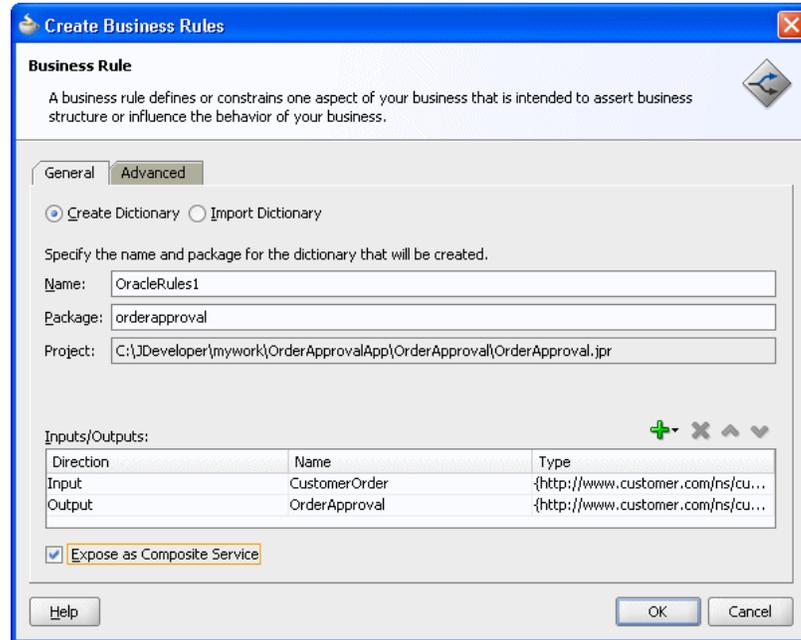 Create Business Rules
Business Rule
A business rule defines or constrains one aspect of your business that is intended to assert business
structure or influence the behavior of your business.
General Advanced
Create Dictionary Import Dictionary
Specify the name and package for the dictionary that will be created.
Name: OracleRules1
Package: orderapproval
Project: C:\JDeveloper\mywork\OrderApprovalApp\OrderApproval\OrderApproval.jpr
Inputs/Outputs:
Direction Name Type
Input CustomerOrder {http://www.customer.com/ns/cu...
Output OrderApproval {http://www.customer.com/ns/cu...
Expose as Composite Service
Help OK Cancel